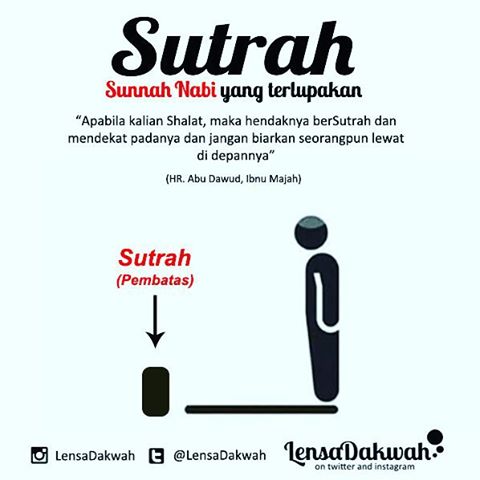 Sutrah
Sunnah Nabi yang terlupakan
“Apabila kalian Shalat, maka hendaknya berSutrah dan
mendekat padanya dan jangan biarkan seorangpun lewat
di depannya”
(HR. Abu Dawud, Ibnu Majah)
Sutrah
(Pembatas)
LensaDakwah
@LensaDakwah
LensaDakwah
on twitter and instagram